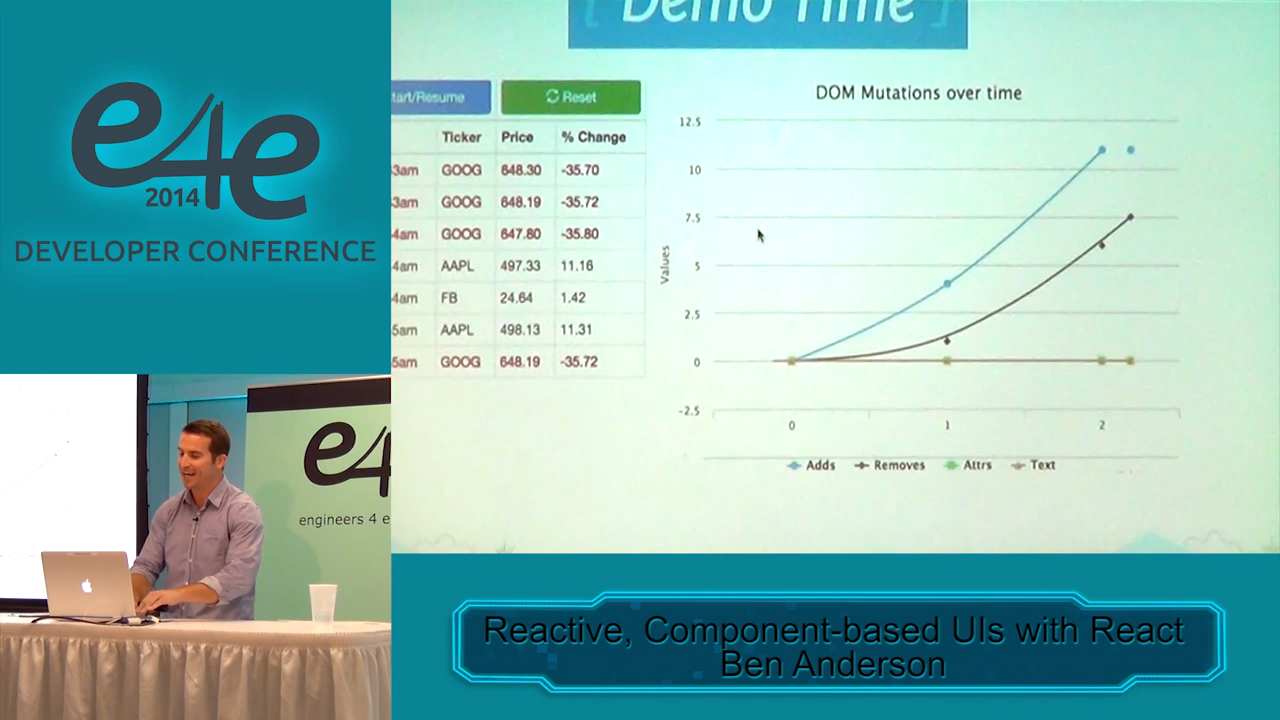 e4e
2014
DEVELOPER CONFERENCE
[ Demo Time ]
tart/Resume
Reset
Ticker Price % Change
3am GOOG 648.30 -35.70
3am GOOG 648.19 -35.72
4am GOOG 647.80 -35.80
4am AAPL 497.33 11.16
4am FB 24.64 1.42
5am AAPL 498.13 11.31
5am GOOG 648.19 -35.72
DOM Mutations over time
Values
12.5
10
7.5
5
2.5
0
-2.5
0 1 2
Adds Removes Attrs Text
e4
engineers 4 e
Reactive, Component-based UIs with React
Ben Anderson